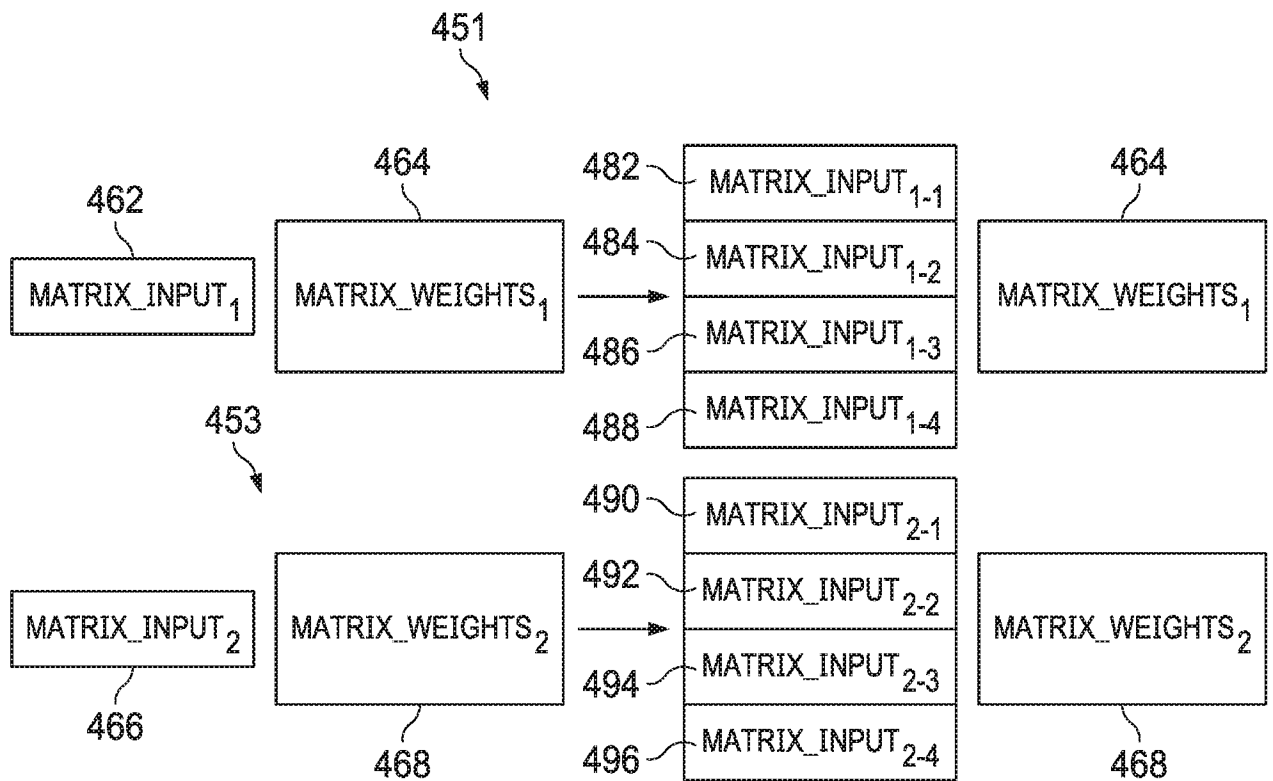 451
464
482
MATRIX_INPUT1-1
464
462
484
MATRIX_INPUT1-2
MATRIX_INPUT1
MATRIX_WEIGHTS1
MATRIX_WEIGHTS1
486
MATRIX_INPUT1-3
488
MATRIX_INPUT1-4
453
490
MATRIX_INPUT2-1
492
MATRIX_INPUT2-2
MATRIX_INPUT2
MATRIX_WEIGHTS2
MATRIX_WEIGHTS2
494
MATRIX_INPUT2-3
466
468
496
MATRIX_INPUT2-4
468